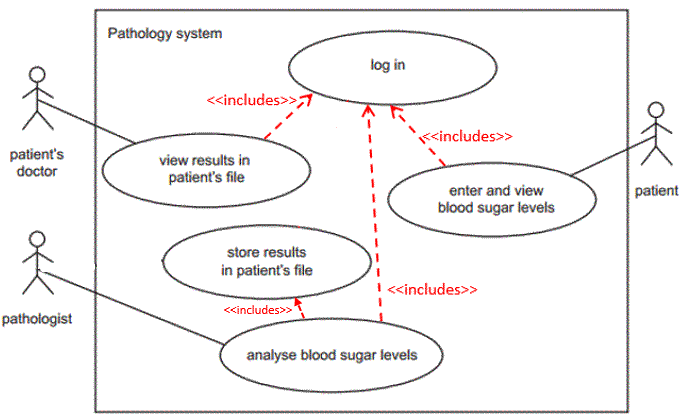 Pathology system
log in
<<includes>>
patient's
doctor
view results in
patient's file
<<includes>>
enter and view
blood sugar levels
patient
store results
in patient's file
<<includes>>
pathologist
<<includes>>
analyse blood sugar levels